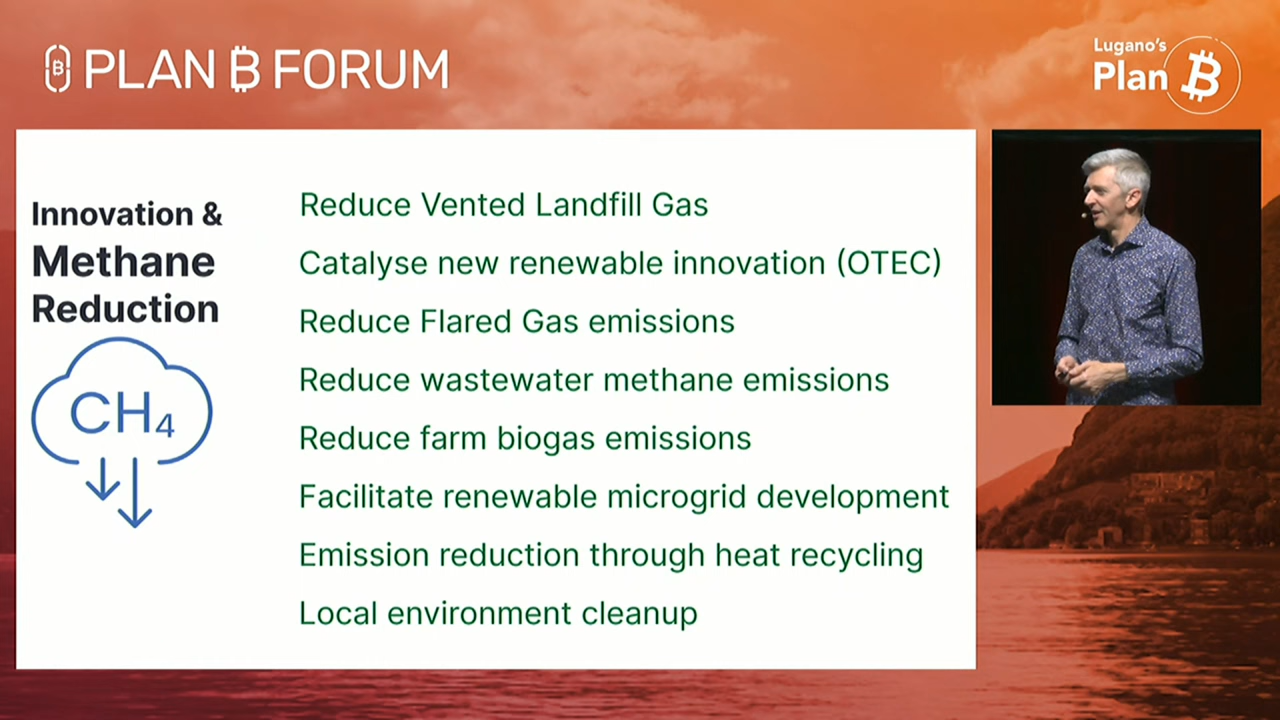 PLAN ₿ FORUM
Lugano's
Plan ₿
Innovation &
Methane
Reduction
CH₄
Reduce Vented Landfill Gas
Catalyse new renewable innovation (OTEC)
Reduce Flared Gas emissions
Reduce wastewater methane emissions
Reduce farm biogas emissions
Facilitate renewable microgrid development
Emission reduction through heat recycling
Local environment cleanup